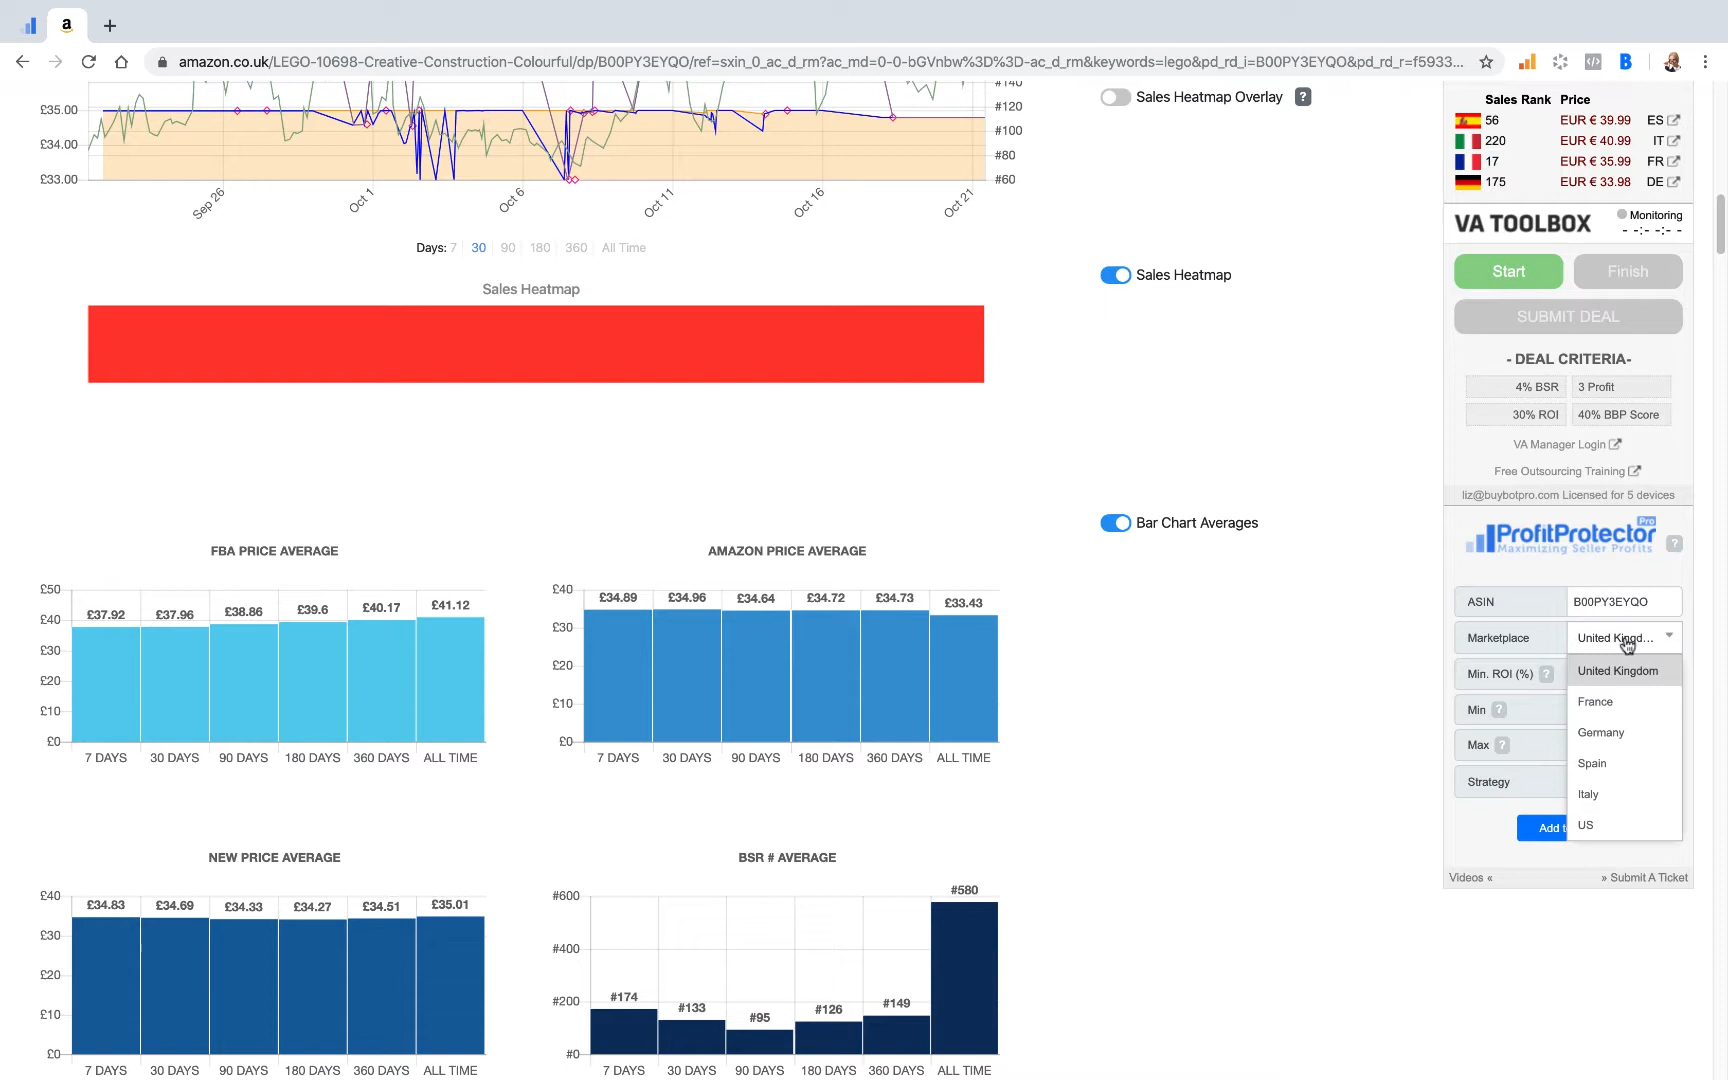 a
amazon.co.uk/LEGO-10698-Creative-Construction-Colourful/dp/B00PY3EYQO/ref=sxin_0_ac_d_rm?ac_md=0-0-bGVnbw%3D%3D-ac_d_rm&keywords=lego&pd_rd_i=B00PY3EYQO&pd_rd_r=f5933...
B
£35.00
£34.00
£33.00
#140
#120
#100
#80
#60
Sep 26
Oct 1
Oct 6
Oct 11
Oct 16
Oct 21
Days: 7 30 90 180 360 All Time
Sales Heatmap
Sales Heatmap Overlay ?
Sales Heatmap
Bar Chart Averages
FBA PRICE AVERAGE
£50
£40
£30
£20
£10
£0
£37.92 £37.96 £38.86 £39.6 £40.17 £41.12
7 DAYS 30 DAYS 90 DAYS 180 DAYS 360 DAYS ALL TIME
AMAZON PRICE AVERAGE
£40
£30
£20
£10
£0
£34.89 £34.96 £34.64 £34.72 £34.73 £33.43
7 DAYS 30 DAYS 90 DAYS 180 DAYS 360 DAYS ALL TIME
NEW PRICE AVERAGE
£40
£30
£20
£10
£0
£34.83 £34.69 £34.33 £34.27 £34.51 £35.01
7 DAYS 30 DAYS 90 DAYS 180 DAYS 360 DAYS ALL TIME
BSR # AVERAGE
#600
#400
#200
#0
#174 #133 #95 #126 #149 #580
7 DAYS 30 DAYS 90 DAYS 180 DAYS 360 DAYS ALL TIME
Sales Rank Price
56 EUR € 39.99 ES
220 EUR € 40.99 IT
17 EUR € 35.99 FR
175 EUR € 33.98 DE
VA TOOLBOX
Monitoring
- -:- -:- -
Start
Finish
SUBMIT DEAL
- DEAL CRITERIA-
4% BSR 3 Profit
30% ROI 40% BBP Score
VA Manager Login
Free Outsourcing Training
liz@buybotpro.com Licensed for 5 devices
ProfitProtector Pro
Maximizing Seller Profits
?
ASIN B00PY3EYQO
Marketplace United Kingd...
Min. ROI (%) ?
Min ?
Max ?
Strategy
United Kingdom
France
Germany
Spain
Italy
US
Videos «
» Submit A Ticket